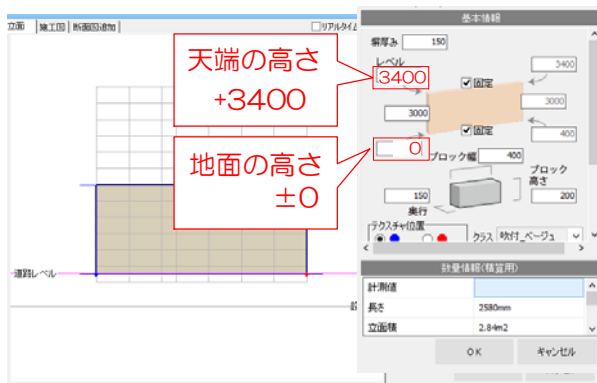 立面
施工図
断面図追加
リアルタイム
天端の高さ
+3400
地面の高さ
±0
道路レベル
基本情報
塀厚み 150
レベル
3400
固定
3400
3000
3000
固定
0
400
ブロック幅 400
ブロック
高さ
150
200
奥行
テクスチャ位置
クラス 吹付_ベージュ
数量情報(積算用)
計測値
長さ 2580mm
立面積 2.84m2
OK キャンセル